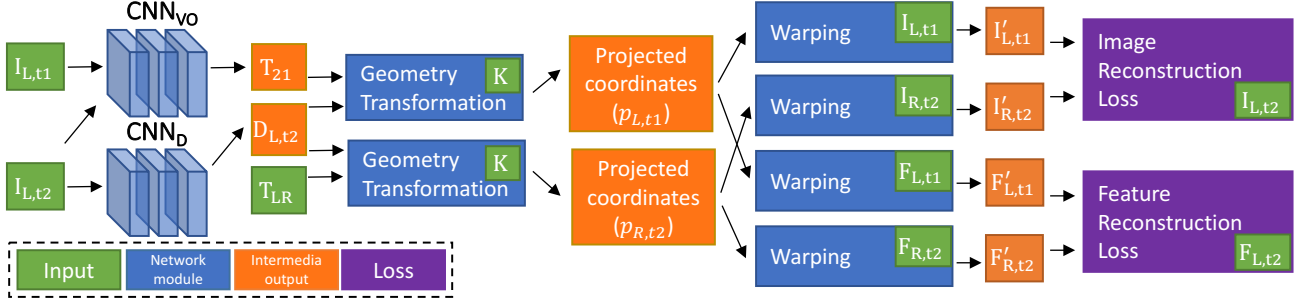 CNN_VO
I_L,t1
I_L,t2
CNN_D
T_21
D_L,t2
T_LR
Geometry
Transformation
K
Geometry
Transformation
K
Projected
coordinates
(p_L,t1)
Projected
coordinates
(p_R,t2)
Warping
I_L,t1
Warping
I_R,t2
Warping
F_L,t1
Warping
F_R,t2
I′_L,t1
I′_R,t2
F′_L,t1
F′_R,t2
Image
Reconstruction
Loss
I_L,t2
Feature
Reconstruction
Loss
F_L,t2
Input
Network
module
Intermedia
output
Loss